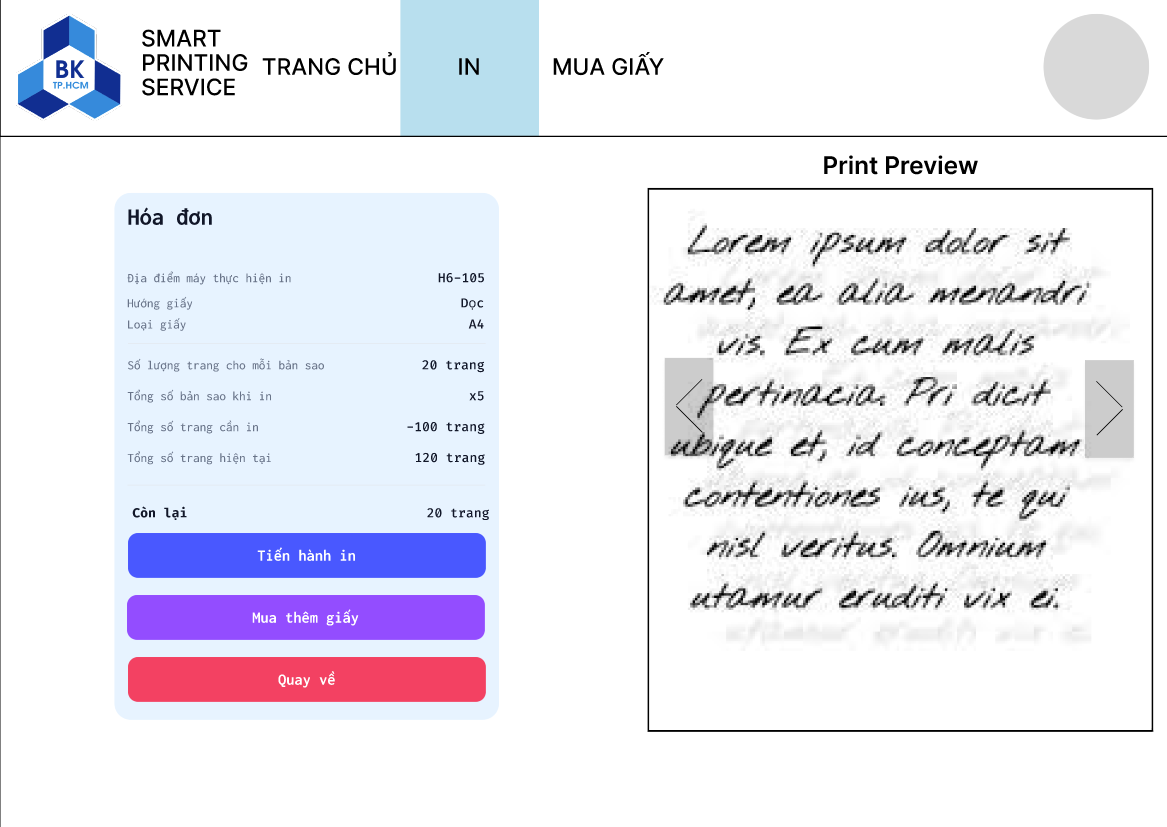 BK
TP.HCM
SMART
PRINTING
SERVICE
TRANG CHỦ
IN
MUA GIẤY
Hóa đơn
Địa điểm máy thực hiện in H6-105
Hướng giấy Dọc
Loại giấy A4
Số lượng trang cho mỗi bản sao 20 trang
Tổng số bản sao khi in x5
Tổng số trang cần in -100 trang
Tổng số trang hiện tại 120 trang
Còn lại 20 trang
Tiến hành in
Mua thêm giấy
Quay về
Print Preview
Lorem ipsum dolor sit
amet, ea alia menandri
vis. Ex cum malis
pertinacia. Pri dicit
ubique et, id conceptam
contentiones ius, te qui
nisl veritus. Omnium
utamur eruditi vix ei.